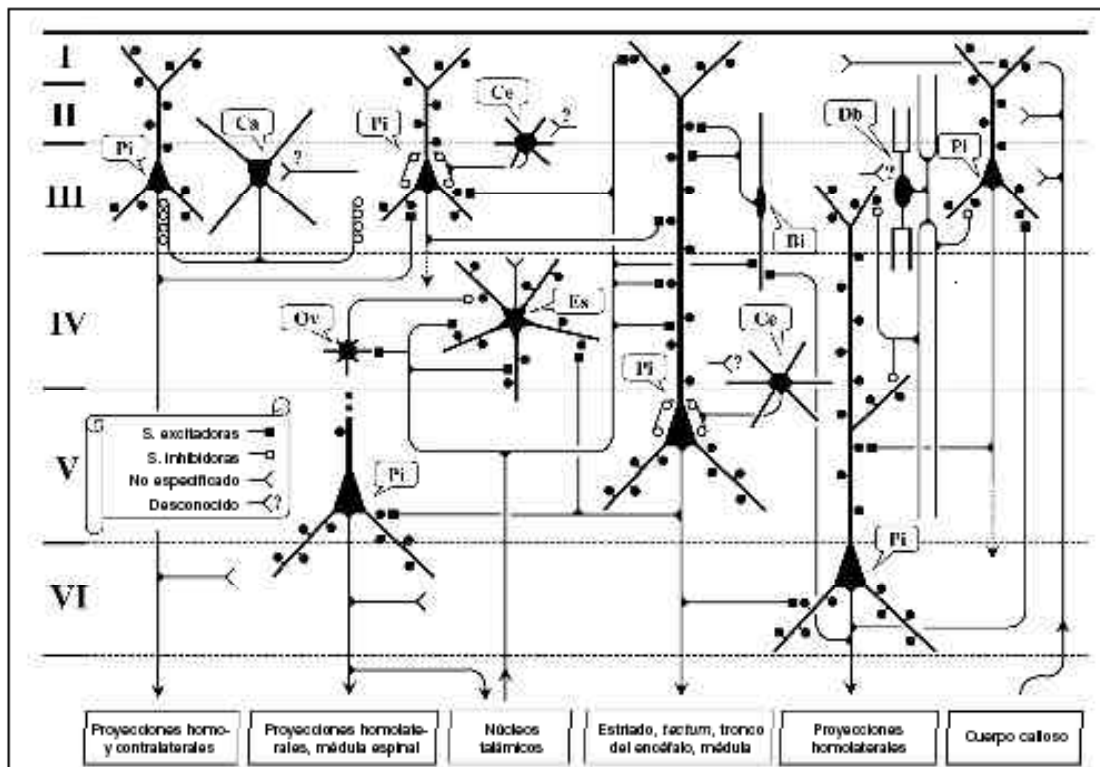 I
II
III
IV
V
VI
Pi
Ca
Pi
Ce
Db
Pi
Bi
Ov
Es
Pi
Ce
Pi
Pi
?
?
?
?
S. excitadoras
S. inhibidoras
No especificado
Desconocido ?
Proyecciones homo-
y contralaterales
Proyecciones homolate-
rales, médula espinal
Núcleos
talámicos
Estriado, tectum, tronco
del encéfalo, médula
Proyecciones
homolaterales
Cuerpo calloso